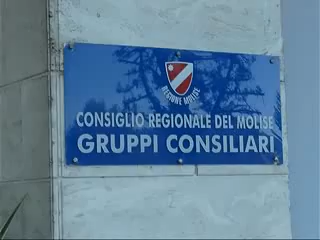 REGIONE MOLISE
CONSIGLIO REGIONALE DEL MOLISE
GRUPPI CONSILIARI